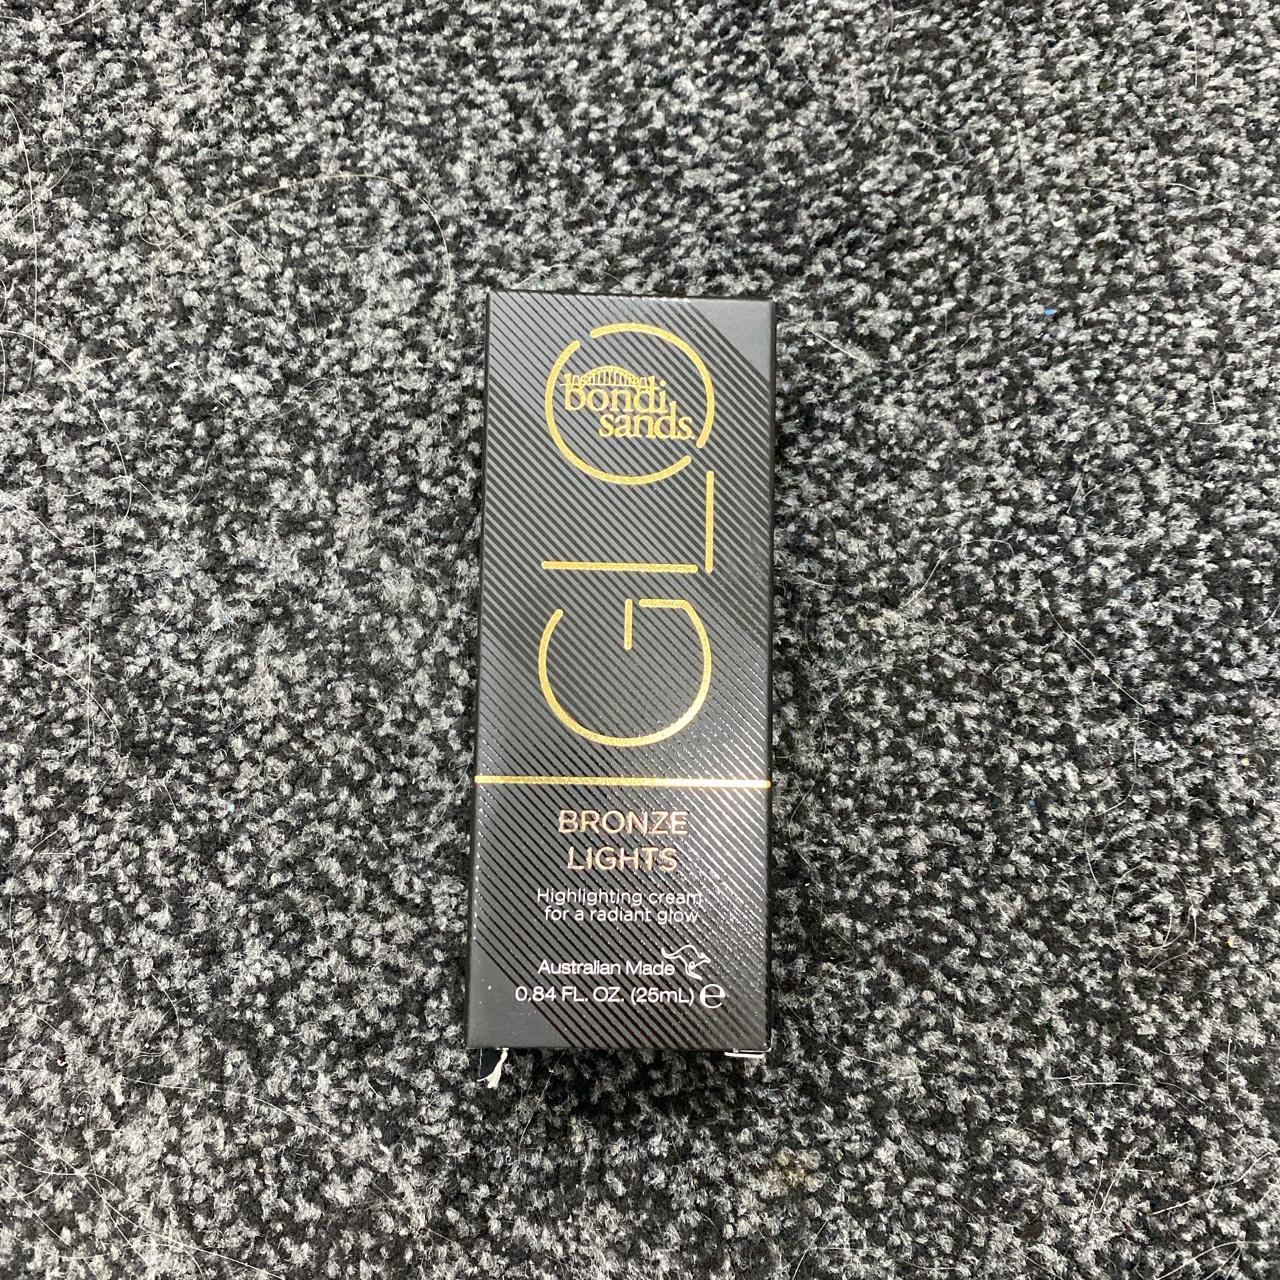 bondi
sands
GLO
BRONZE
LIGHTS
Highlighting cream
for a radiant glow
Australian Made
0.84 FL. OZ. (25mL) ℮